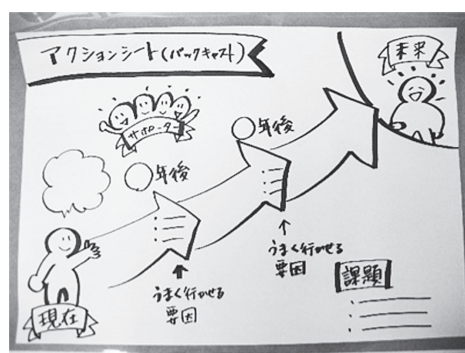 アクションシート(バックキャスト)
未来
サポーター
○年後
○年後
うまく行かせる
要因
うまく行かせる
要因
現在
課題